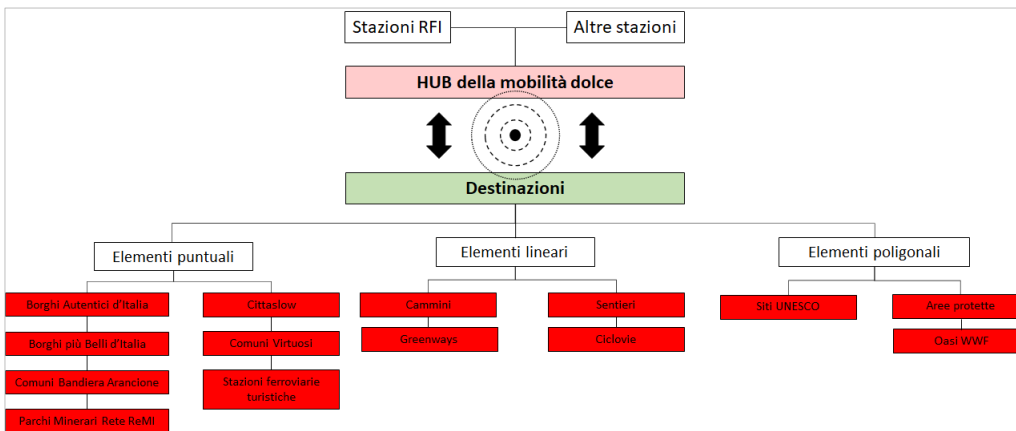 Stazioni RFI
Altre stazioni
HUB della mobilità dolce
Destinazioni
Elementi puntuali
Elementi lineari
Elementi poligonali
Borghi Autentici d'Italia
Cittaslow
Cammini
Sentieri
Siti UNESCO
Aree protette
Borghi più Belli d'Italia
Comuni Virtuosi
Greenways
Ciclovie
Oasi WWF
Comuni Bandiera Arancione
Stazioni ferroviarie
turistiche
Parchi Minerari Rete ReMI